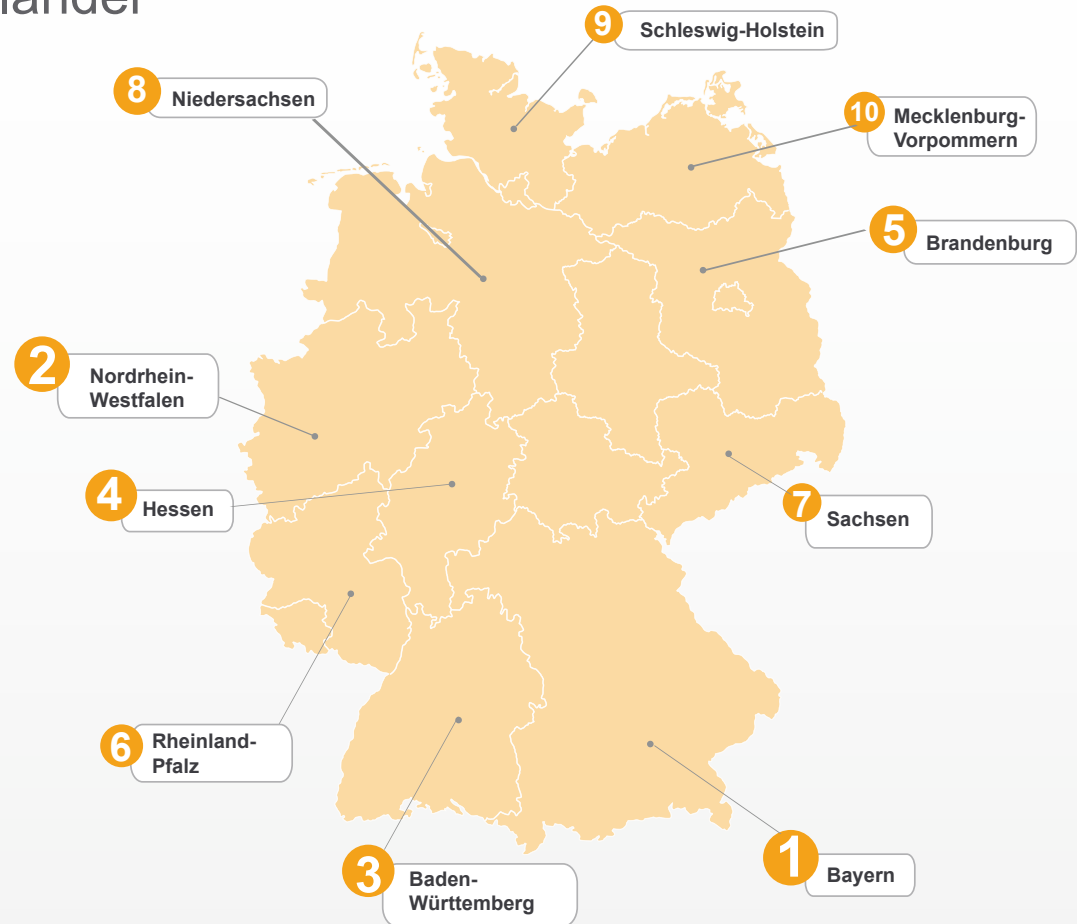 länder
9
Schleswig-Holstein
8
Niedersachsen
10
Mecklenburg-
Vorpommern
5
Brandenburg
2
Nordrhein-
Westfalen
4
Hessen
7
Sachsen
6
Rheinland-
Pfalz
3
Baden-
Württemberg
1
Bayern